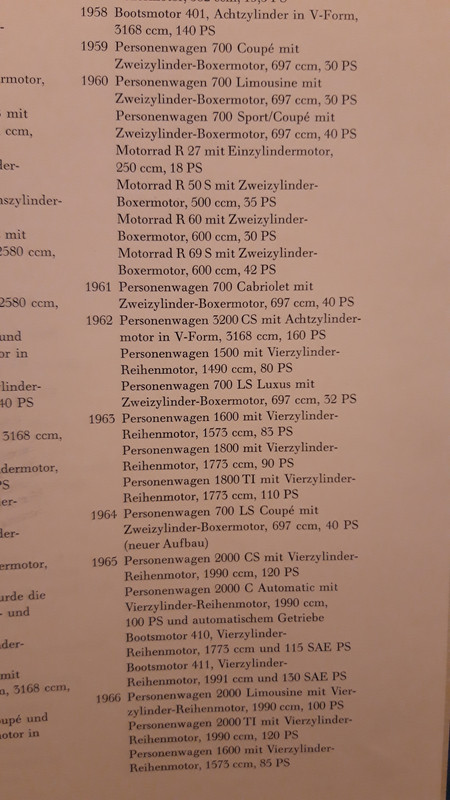 1958 Bootsmotor 401, Achtzylinder in V-Form,
3168 ccm, 140 PS
1959 Personenwagen 700 Coupé mit
Zweizylinder-Boxermotor, 697 ccm, 30 PS
1960 Personenwagen 700 Limousine mit
Zweizylinder-Boxermotor, 697 ccm, 30 PS
Personenwagen 700 Sport/Coupé mit
Zweizylinder-Boxermotor, 697 ccm, 40 PS
Motorrad R 27 mit Einzylindermotor,
250 ccm, 18 PS
Motorrad R 50 S mit Zweizylinder-
Boxermotor, 500 ccm, 35 PS
Motorrad R 60 mit Zweizylinder-
Boxermotor, 600 ccm, 30 PS
Motorrad R 69 S mit Zweizylinder-
Boxermotor, 600 ccm, 42 PS
1961 Personenwagen 700 Cabriolet mit
Zweizylinder-Boxermotor, 697 ccm, 40 PS
1962 Personenwagen 3200 CS mit Achtzylinder-
motor in V-Form, 3168 ccm, 160 PS
Personenwagen 1500 mit Vierzylinder-
Reihenmotor, 1490 ccm, 80 PS
Personenwagen 700 LS Luxus mit
Zweizylinder-Boxermotor, 697 ccm, 32 PS
1963 Personenwagen 1600 mit Vierzylinder-
Reihenmotor, 1573 ccm, 83 PS
Personenwagen 1800 mit Vierzylinder-
Reihenmotor, 1773 ccm, 90 PS
Personenwagen 1800 TI mit Vierzylinder-
Reihenmotor, 1773 ccm, 110 PS
1964 Personenwagen 700 LS Coupé mit
Zweizylinder-Boxermotor, 697 ccm, 40 PS
(neuer Aufbau)
1965 Personenwagen 2000 CS mit Vierzylinder-
Reihenmotor, 1990 ccm, 120 PS
Personenwagen 2000 C Automatic mit
Vierzylinder-Reihenmotor, 1990 ccm,
100 PS und automatischem Getriebe
Bootsmotor 410, Vierzylinder-
Reihenmotor, 1773 ccm und 115 SAE PS
Bootsmotor 411, Vierzylinder-
Reihenmotor, 1991 ccm und 130 SAE PS
1966 Personenwagen 2000 Limousine mit Vier-
zylinder-Reihenmotor, 1990 ccm, 100 PS
Personenwagen 2000 TI mit Vierzylinder-
Reihenmotor, 1990 ccm, 120 PS
Personenwagen 1600 mit Vierzylinder-
Reihenmotor, 1573 ccm, 85 PS